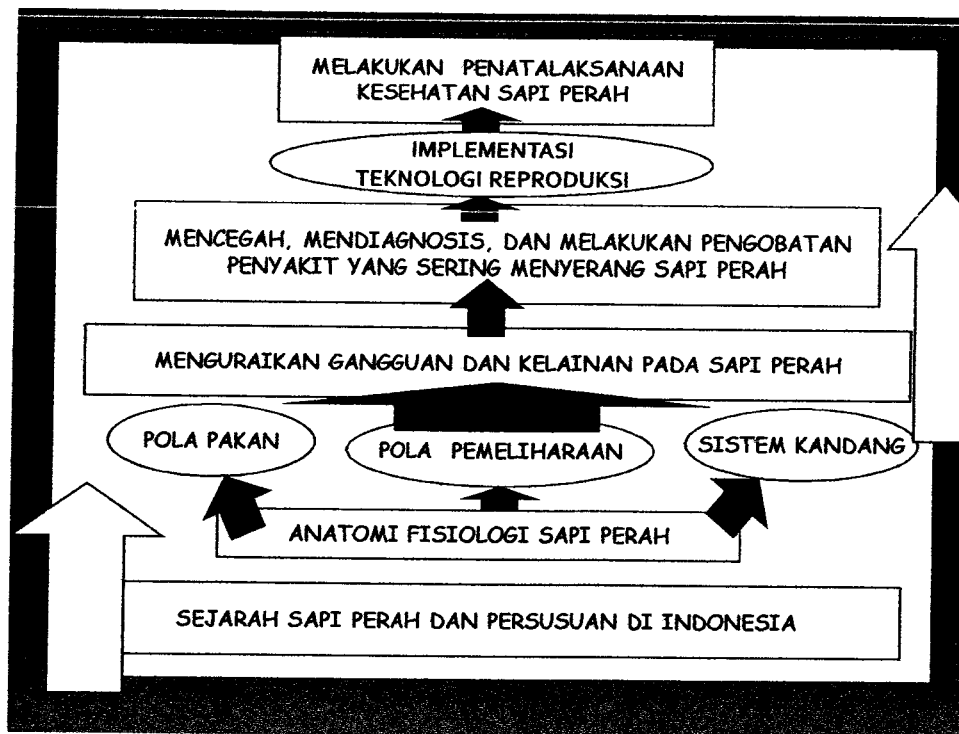 MELAKUKAN PENATALAKSANAAN
KESEHATAN SAPI PERAH
IMPLEMENTASI
TEKNOLOGI REPRODUKSI
MENCEGAH, MENDIAGNOSIS, DAN MELAKUKAN PENGOBATAN
PENYAKIT YANG SERING MENYERANG SAPI PERAH
MENGURAIKAN GANGGUAN DAN KELAINAN PADA SAPI PERAH
POLA PAKAN
POLA PEMELIHARAAN
SISTEM KANDANG
ANATOMI FISIOLOGI SAPI PERAH
SEJARAH SAPI PERAH DAN PERSUSUAN DI INDONESIA